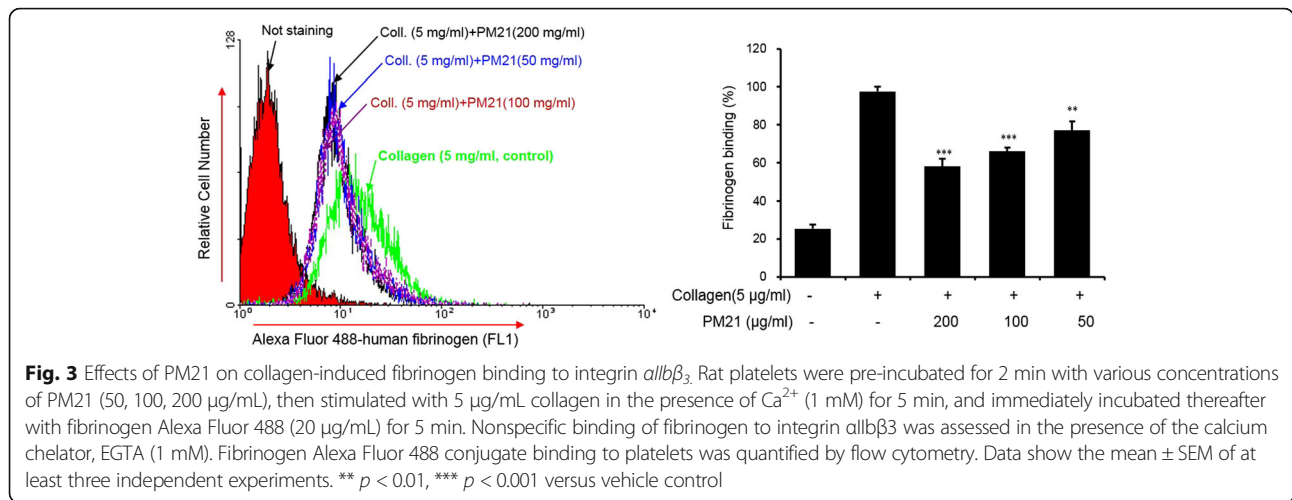 Not staining
Coll. (5 mg/ml)+PM21(200 mg/ml)
Coll. (5 mg/ml)+PM21(50 mg/ml)
Coll. (5 mg/ml)+PM21(100 mg/ml)
Collagen (5 mg/ml, control)
128
Relative Cell Number
0
10⁰ 10¹ 10² 10³ 10⁴
Alexa Fluor 488-human fibrinogen (FL1)
Fibrinogen binding (%)
120
100
80
60
40
20
0
*** *** **
Collagen(5 µg/ml) - + + + +
PM21 (µg/ml) - - 200 100 50
Fig. 3 Effects of PM21 on collagen-induced fibrinogen binding to integrin αIIbβ₃. Rat platelets were pre-incubated for 2 min with various concentrations
of PM21 (50, 100, 200 µg/mL), then stimulated with 5 µg/mL collagen in the presence of Ca²⁺ (1 mM) for 5 min, and immediately incubated thereafter
with fibrinogen Alexa Fluor 488 (20 µg/mL) for 5 min. Nonspecific binding of fibrinogen to integrin αIIbβ3 was assessed in the presence of the calcium
chelator, EGTA (1 mM). Fibrinogen Alexa Fluor 488 conjugate binding to platelets was quantified by flow cytometry. Data show the mean ± SEM of at
least three independent experiments. ** p < 0.01, *** p < 0.001 versus vehicle control